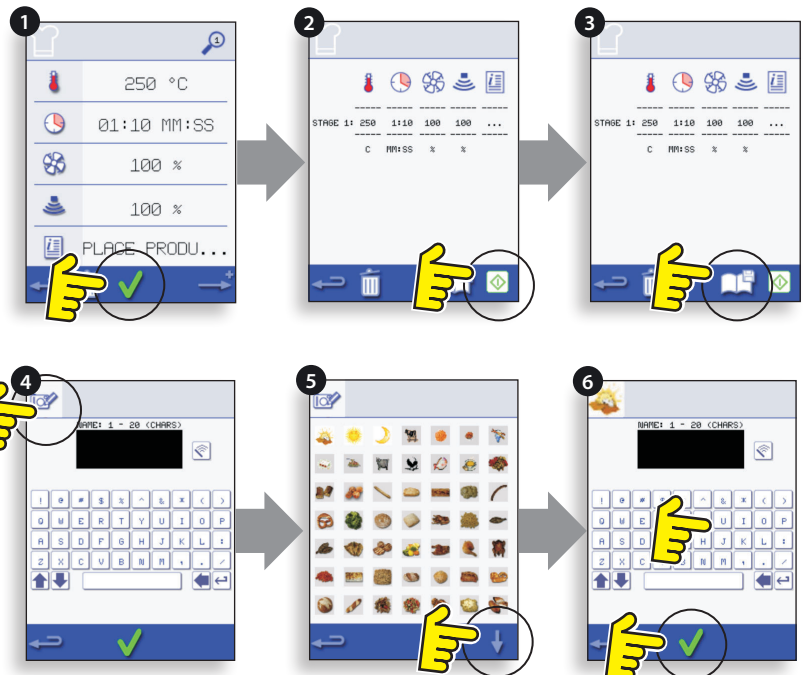 1
1
250 °C
01:10 MM:SS
100 %
100 %
PLACE PRODU...
2
----- ----- ----- ----- -----
STAGE 1: 250 1:10 100 100 ...
----- ----- ----- ----- -----
C MM:SS % %
3
----- ----- ----- ----- -----
STAGE 1: 250 1:10 100 100 ...
----- ----- ----- ----- -----
C MM:SS % %
4
NAME: 1 - 20 (CHARS)
! @ # $ % ^ & * ( )
Q W E R T Y U I O P
A S D F G H J K L :
Z X C V B N M , . /
5
6
NAME: 1 - 20 (CHARS)
! @ # ^ & * ( )
Q W E U I O P
A S D H J K L :
Z X C N M , . /